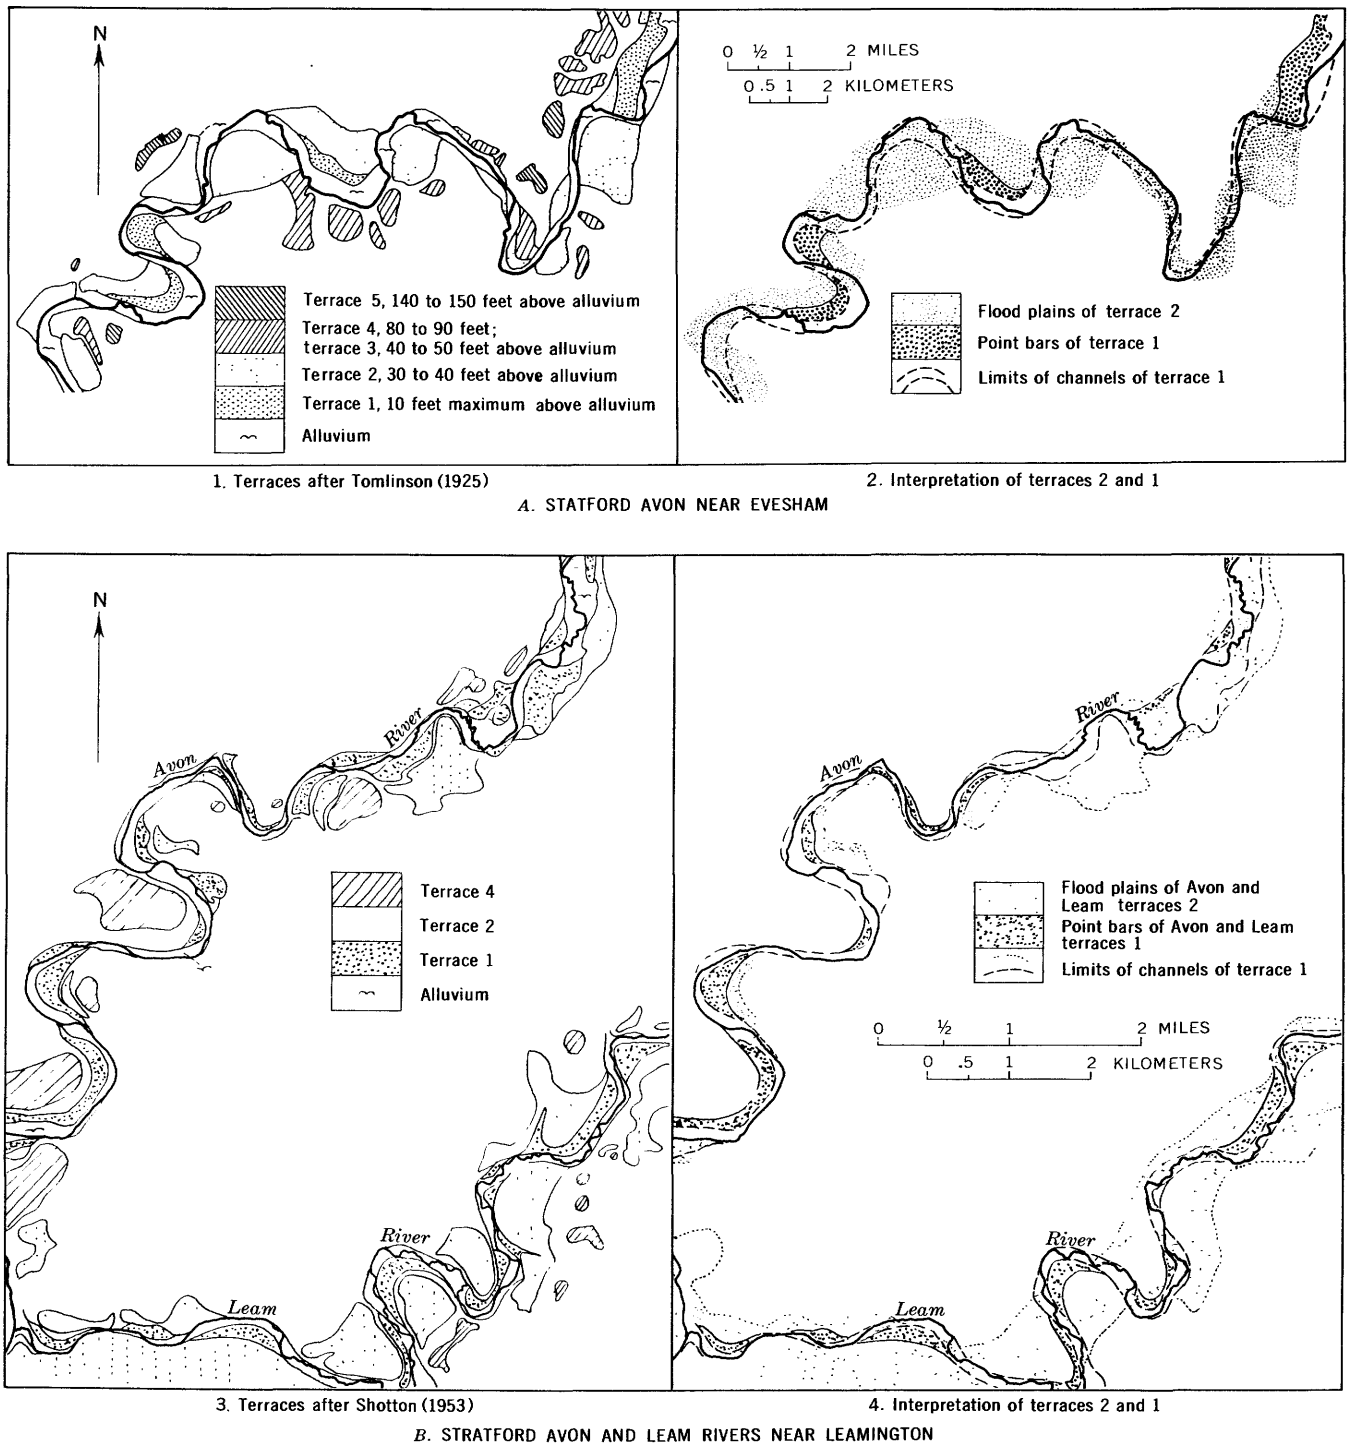 N
0 ½ 1 2 MILES
0 .5 1 2 KILOMETERS
Terrace 5, 140 to 150 feet above alluvium
Terrace 4, 80 to 90 feet;
terrace 3, 40 to 50 feet above alluvium
Terrace 2, 30 to 40 feet above alluvium
Terrace 1, 10 feet maximum above alluvium
Alluvium
Flood plains of terrace 2
Point bars of terrace 1
Limits of channels of terrace 1
1. Terraces after Tomlinson (1925)
2. Interpretation of terraces 2 and 1
A. STATFORD AVON NEAR EVESHAM
N
Avon
River
Terrace 4
Terrace 2
Terrace 1
Alluvium
River
Leam
Avon
River
Flood plains of Avon and
Leam terraces 2
Point bars of Avon and Leam
terraces 1
Limits of channels of terrace 1
0 ½ 1 2 MILES
0 .5 1 2 KILOMETERS
River
Leam
3. Terraces after Shotton (1953)
4. Interpretation of terraces 2 and 1
B. STRATFORD AVON AND LEAM RIVERS NEAR LEAMINGTON